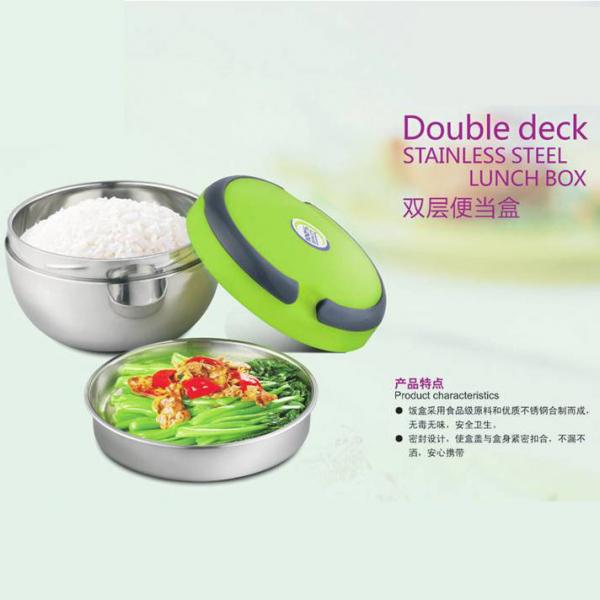 Double deck
STAINLESS STEEL
LUNCH BOX
双层便当盒
产品特点
Product characteristics
● 饭盒采用食品级原料和优质不锈钢合制而成，
无毒无味，安全卫生。
● 密封设计，使盒盖与盒身紧密扣合，不漏不
洒，安心携带